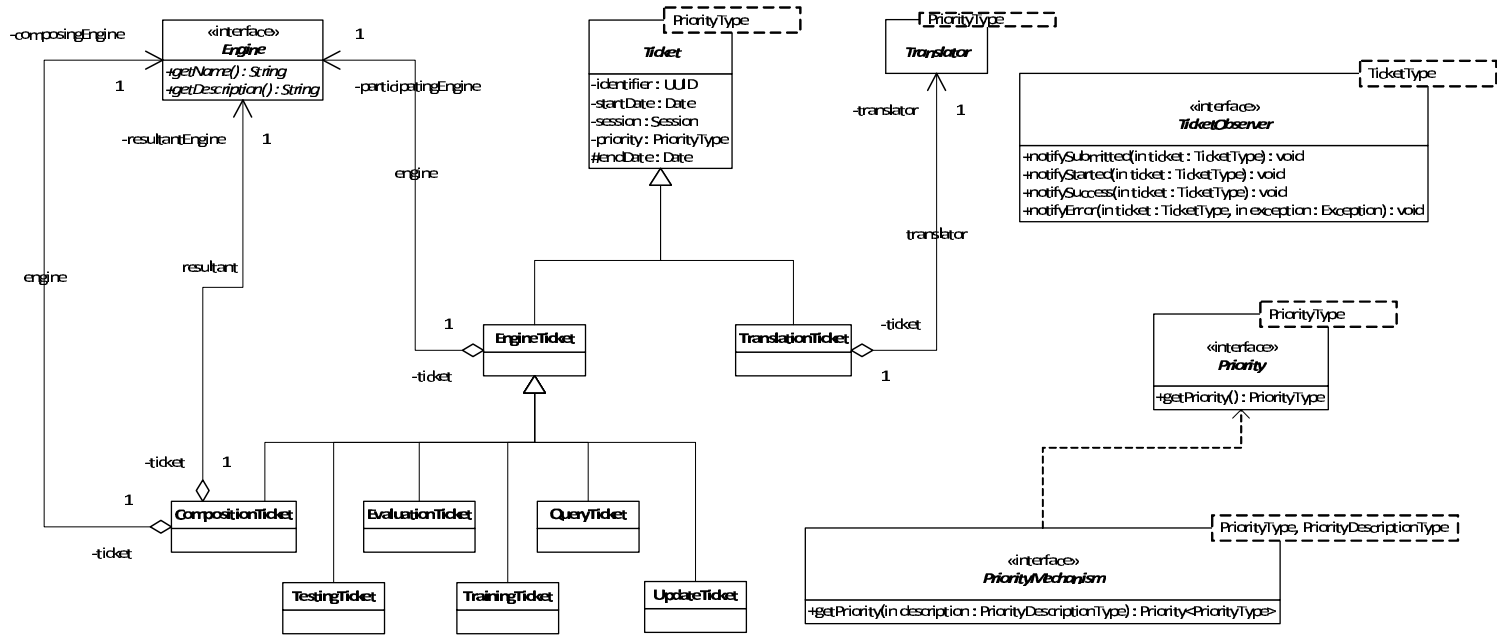 -composingEngine
1
«interface»
Engine
+getName() : String
+getDescription() : String
1
-participatingEngine
-resultantEngine
1
engine
engine
resultant
PriorityType
Ticket
-identifier : UUID
-startDate : Date
-session : Session
-priority : PriorityType
#endDate : Date
PriorityType
Translator
-translator
1
translator
TicketType
«interface»
TicketObserver
+notifySubmitted(in ticket : TicketType) : void
+notifyStarted(in ticket : TicketType) : void
+notifySuccess(in ticket : TicketType) : void
+notifyError(in ticket : TicketType, in exception : Exception) : void
1
EngineTicket
-ticket
TranslationTicket
-ticket
1
PriorityType
«interface»
Priority
+getPriority() : PriorityType
-ticket
1
1
CompositionTicket
-ticket
EvaluationTicket
QueryTicket
TestingTicket
TrainingTicket
UpdateTicket
PriorityType, PriorityDescriptionType
«interface»
PriorityMechanism
+getPriority(in description : PriorityDescriptionType) : Priority<PriorityType>